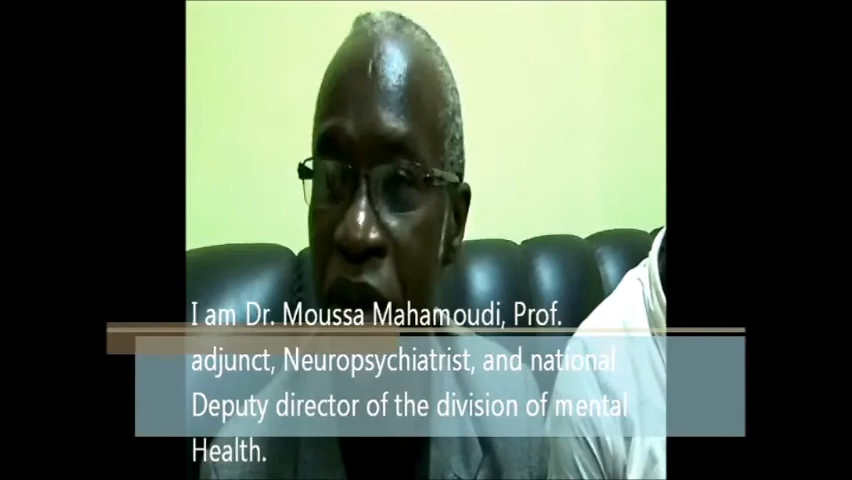 I am Dr. Moussa Mahamoudi, Prof.
adjunct, Neuropsychiatrist, and national
Deputy director of the division of mental
Health.